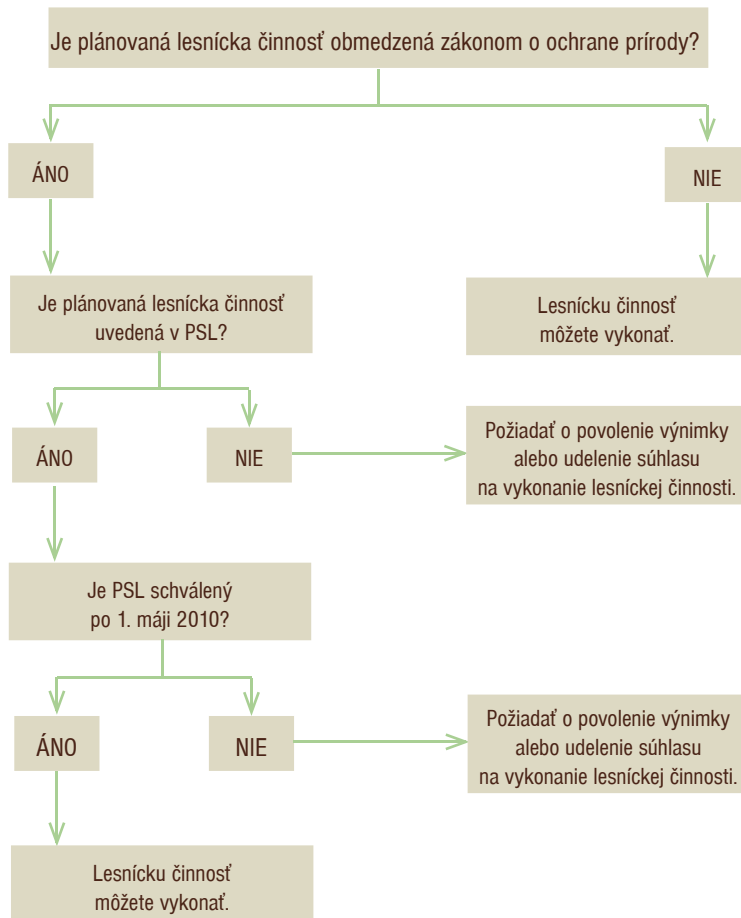 Je plánovaná lesnícka činnosť obmedzená zákonom o ochrane prírody?
ÁNO
NIE
Je plánovaná lesnícka činnosť
uvedená v PSL?
Lesnícku činnosť
môžete vykonať.
ÁNO
NIE
Požiadať o povolenie výnimky
alebo udelenie súhlasu
na vykonanie lesníckej činnosti.
Je PSL schválený
po 1. máji 2010?
ÁNO
NIE
Požiadať o povolenie výnimky
alebo udelenie súhlasu
na vykonanie lesníckej činnosti.
Lesnícku činnosť
môžete vykonať.